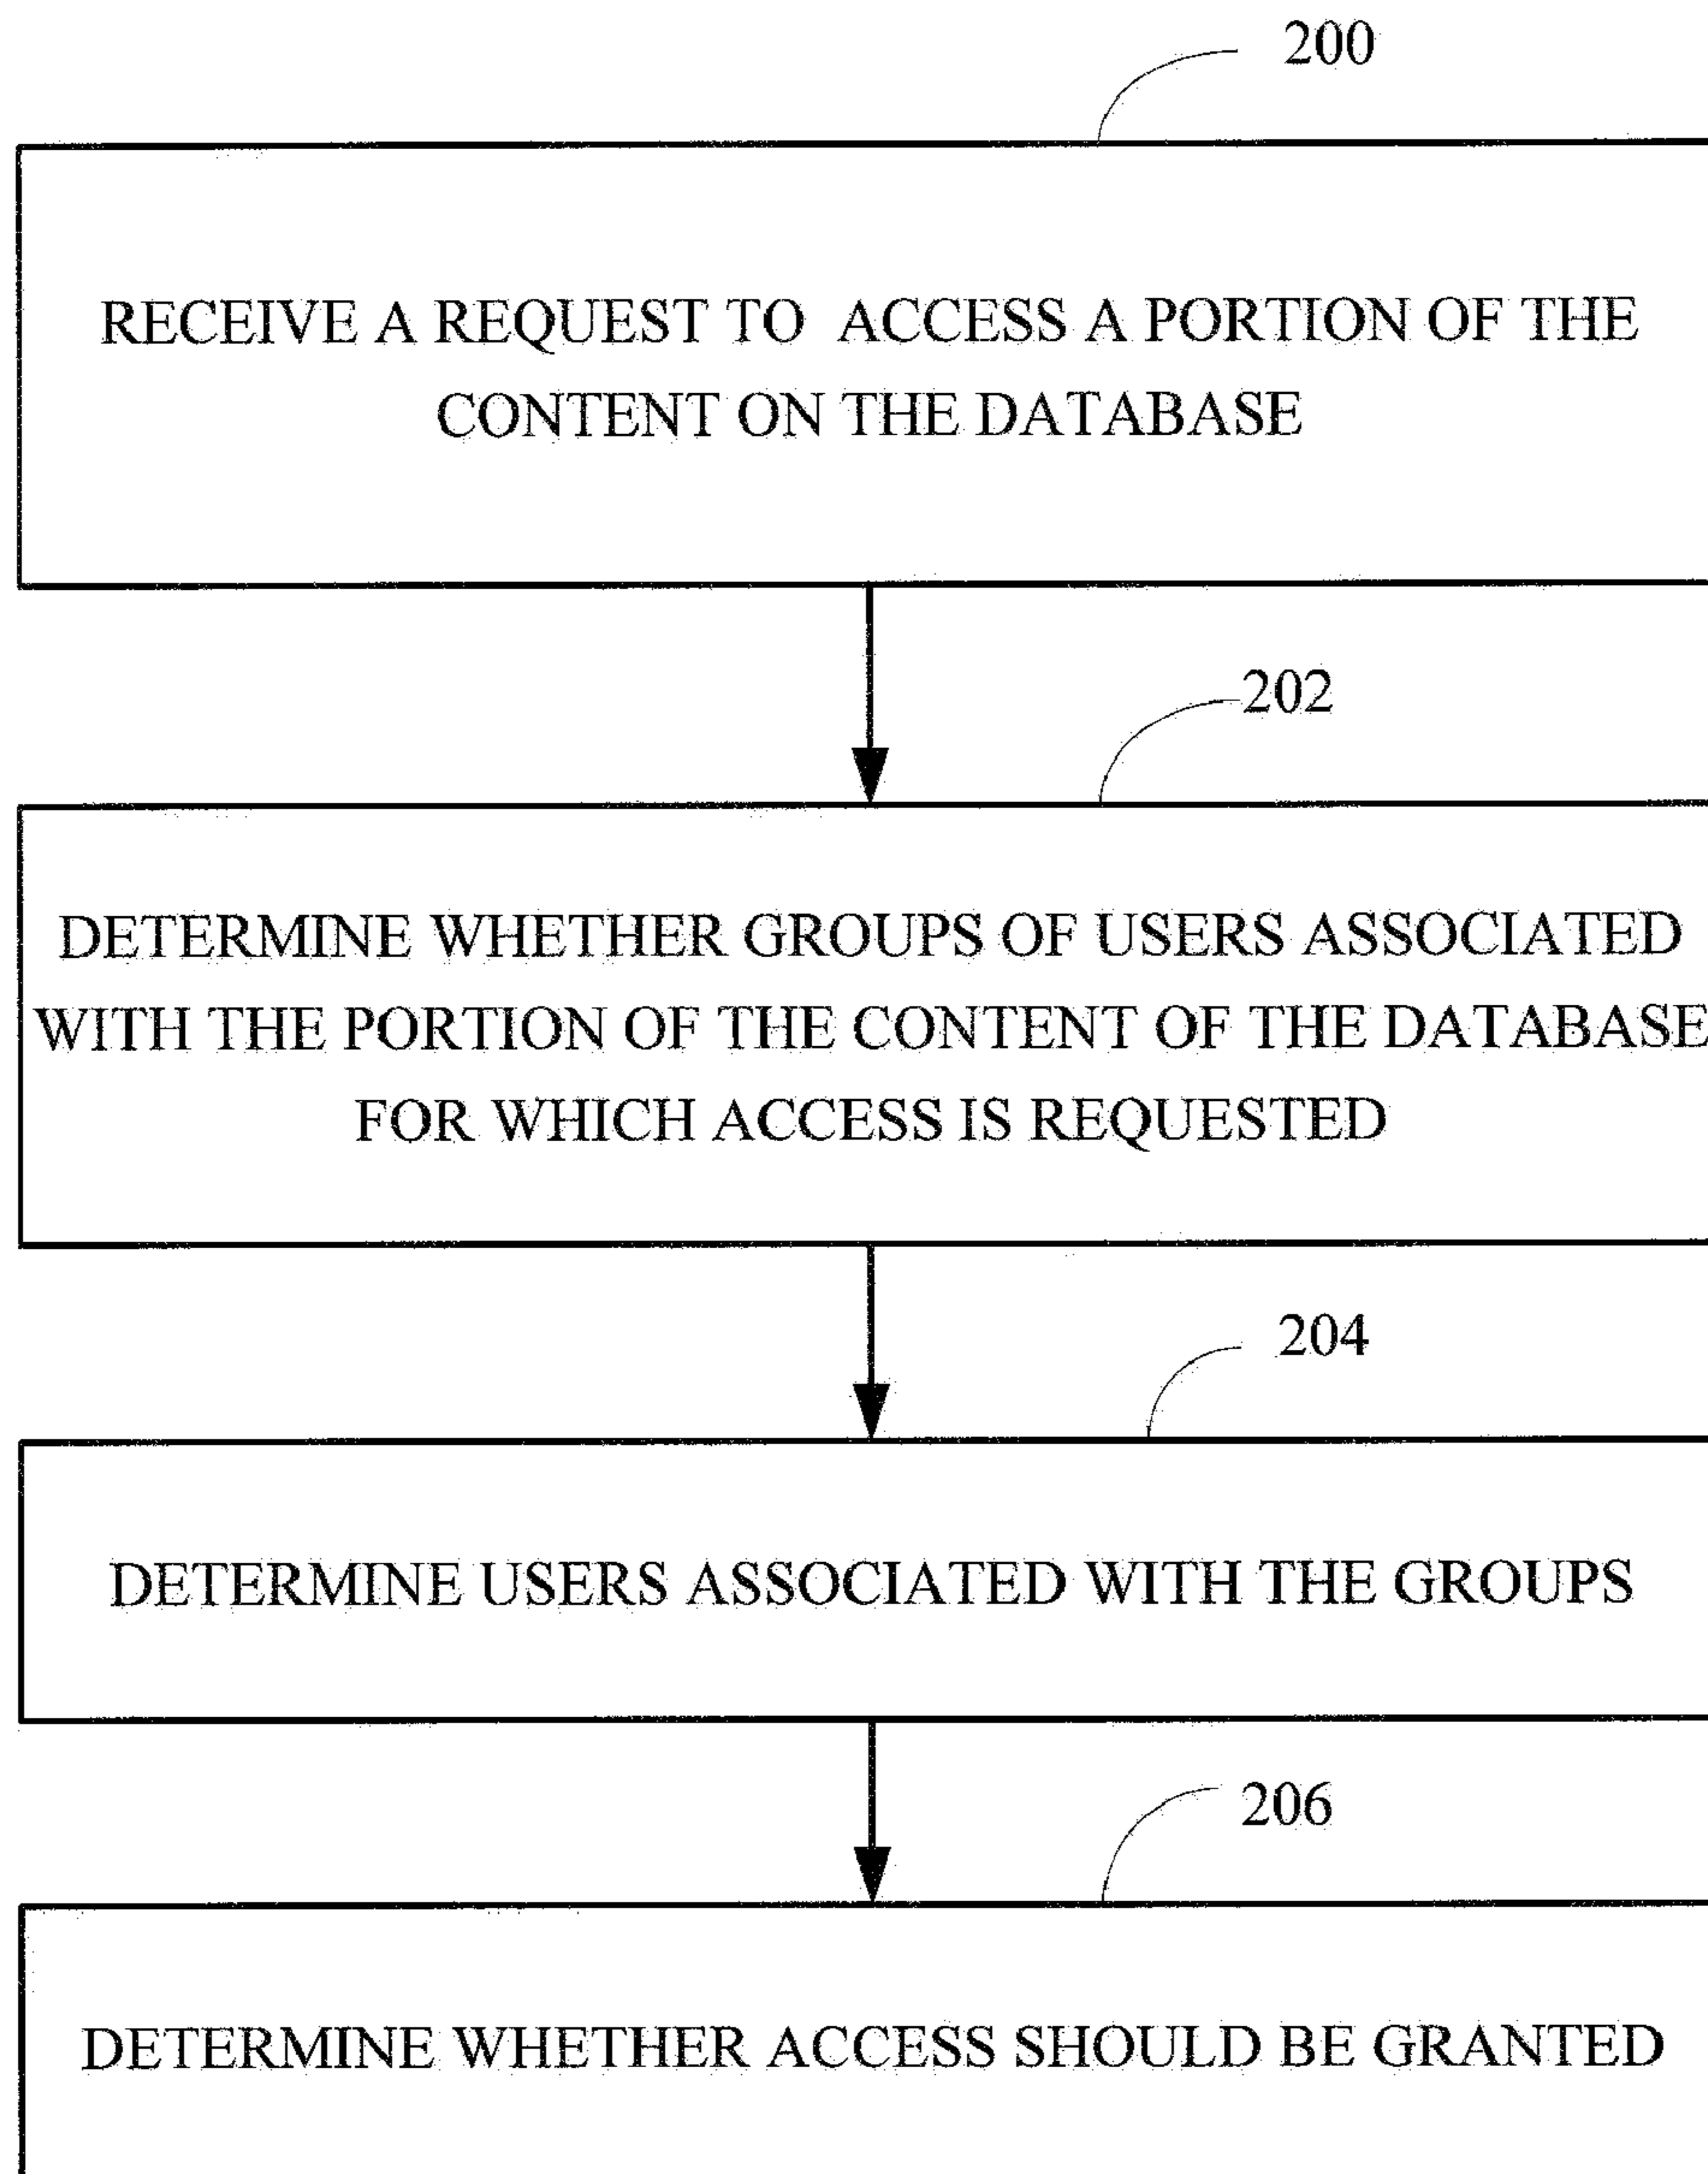 200
RECEIVE A REQUEST TO ACCESS A PORTION OF THE
CONTENT ON THE DATABASE
202
DETERMINE WHETHER GROUPS OF USERS ASSOCIATED
WITH THE PORTION OF THE CONTENT OF THE DATABASE
FOR WHICH ACCESS IS REQUESTED
204
DETERMINE USERS ASSOCIATED WITH THE GROUPS
206
DETERMINE WHETHER ACCESS SHOULD BE GRANTED